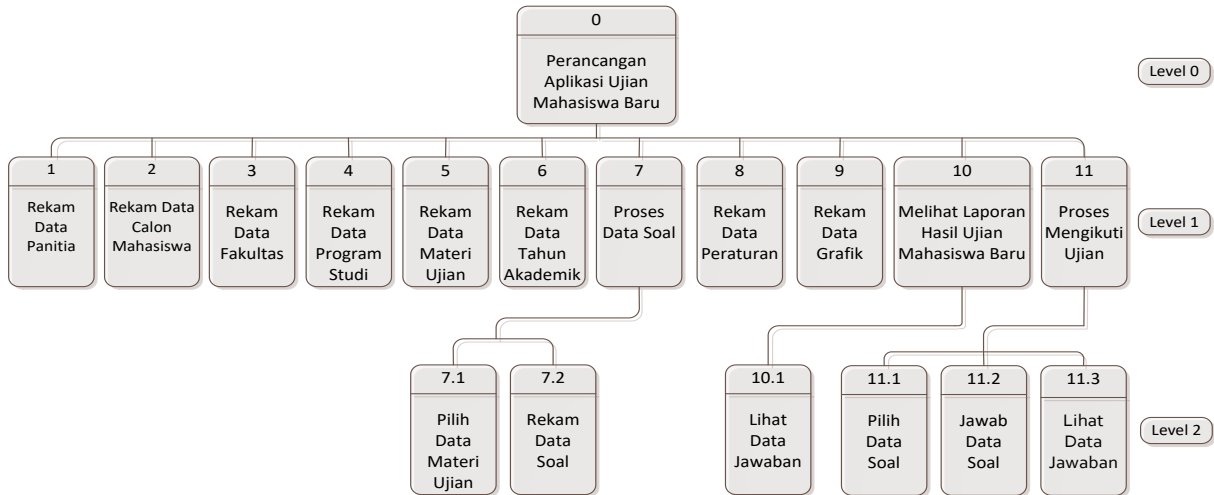 0
Perancangan
Aplikasi Ujian
Mahasiswa Baru
Level 0
1
Rekam
Data
Panitia
2
Rekam Data
Calon
Mahasiswa
3
Rekam
Data
Fakultas
4
Rekam
Data
Program
Studi
5
Rekam
Data
Materi
Ujian
6
Rekam
Data
Tahun
Akademik
7
Proses
Data Soal
8
Rekam
Data
Peraturan
9
Rekam
Data
Grafik
10
Melihat Laporan
Hasil Ujian
Mahasiswa Baru
11
Proses
Mengikuti
Ujian
Level 1
7.1
Pilih
Data
Materi
Ujian
7.2
Rekam
Data
Soal
10.1
Lihat
Data
Jawaban
11.1
Pilih
Data
Soal
11.2
Jawab
Data
Soal
11.3
Lihat
Data
Jawaban
Level 2